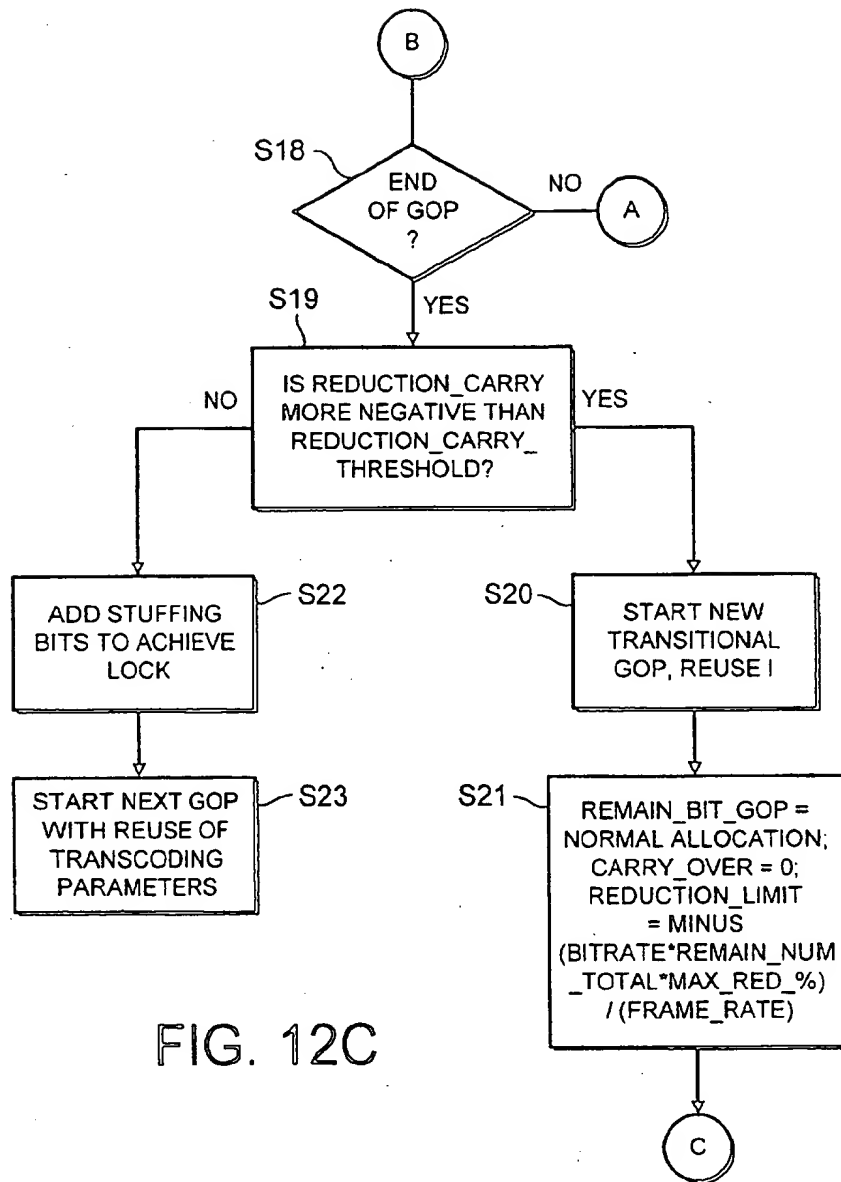 B
S18
END
OF GOP
?
NO
A
YES
S19
IS REDUCTION_CARRY
MORE NEGATIVE THAN
REDUCTION_CARRY_
THRESHOLD?
NO
YES
ADD STUFFING
BITS TO ACHIEVE
LOCK
S22
S20
START NEW
TRANSITIONAL
GOP, REUSE I
START NEXT GOP
WITH REUSE OF
TRANSCODING
PARAMETERS
S23
S21
REMAIN_BIT_GOP =
NORMAL ALLOCATION;
CARRY_OVER = 0;
REDUCTION_LIMIT
= MINUS
(BITRATE*REMAIN_NUM
_TOTAL*MAX_RED_%)
/ (FRAME_RATE)
FIG. 12C
C